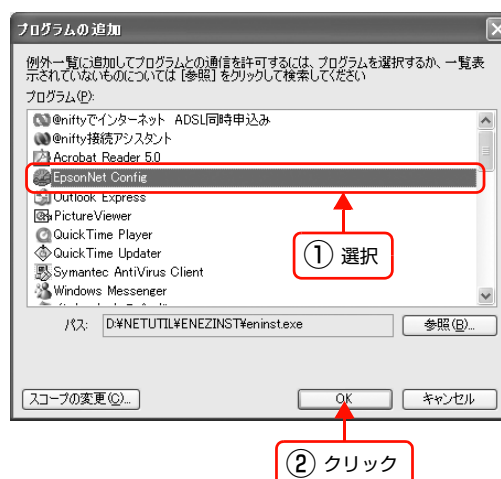 プログラムの追加
例外一覧に追加してプログラムとの通信を許可するには、プログラムを選択するか、一覧表
示されていないものについては [参照] をクリックして検索してください
プログラム(P):
@niftyでインターネット ADSL同時申込み
@nifty接続アシスタント
Acrobat Reader 5.0
EpsonNet Config
Outlook Express
PictureViewer
QuickTime Player
QuickTime Updater
Symantec AntiVirus Client
Windows Messenger
① 選択
パス: D:¥NETUTIL¥ENEZINST¥eninst.exe 参照(B)...
スコープの変更(C)... OK キャンセル
② クリック